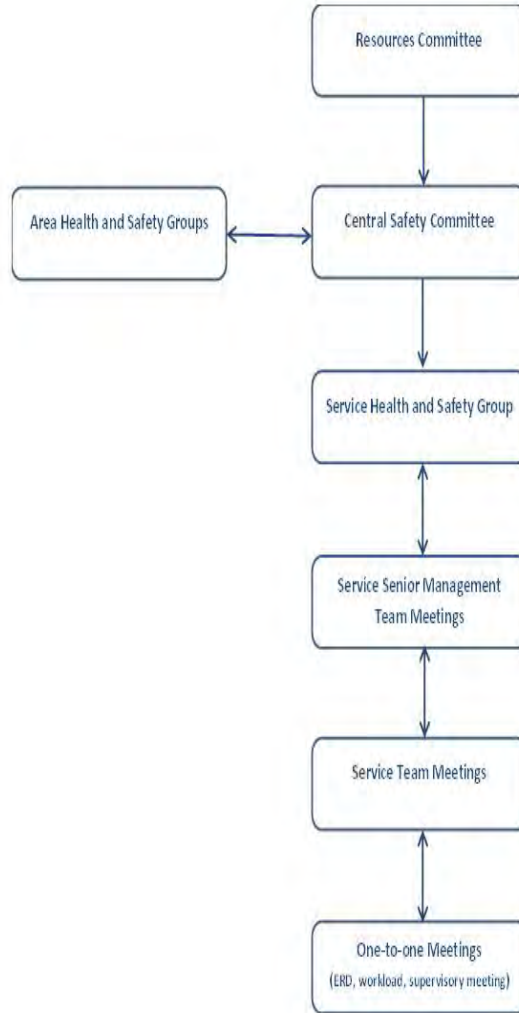 Resources Committee
Area Health and Safety Groups
Central Safety Committee
Service Health and Safety Group
Service Senior Management
Team Meetings
Service Team Meetings
One-to-one Meetings
(ERD, workload, supervisory meeting)